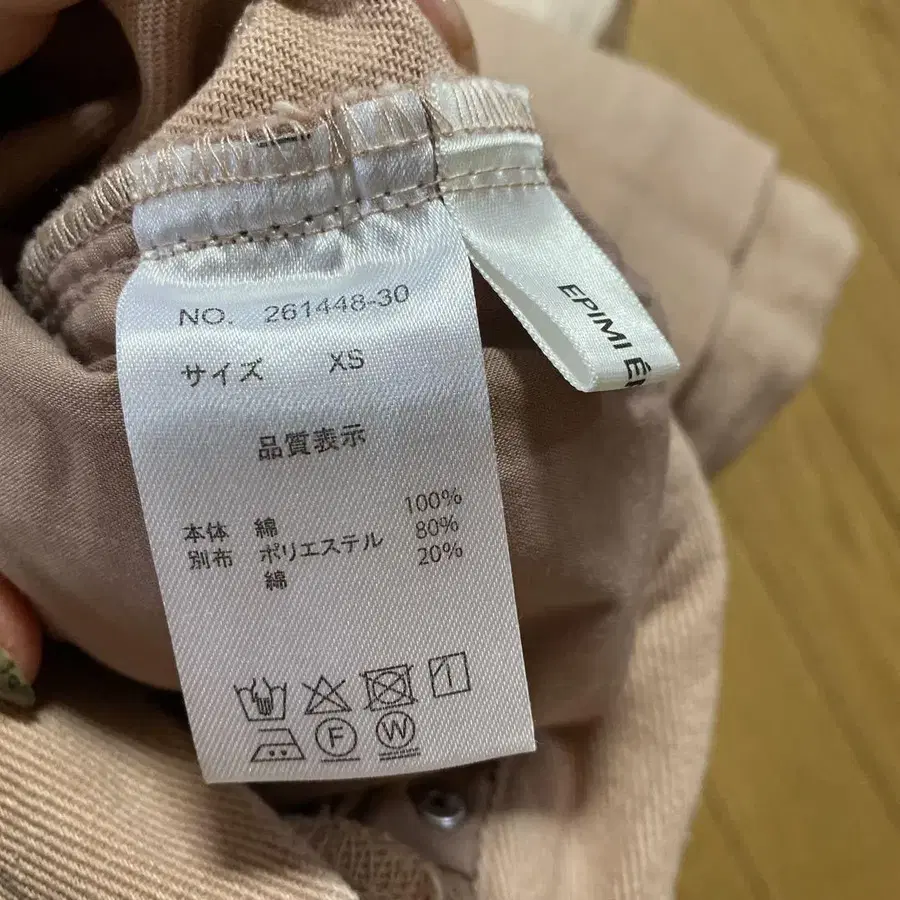 NO. 261448-30
サイズ XS
品質表示
100%
本体 綿 80%
別布 ポリエステル 20%
綿
F W
EPIMI